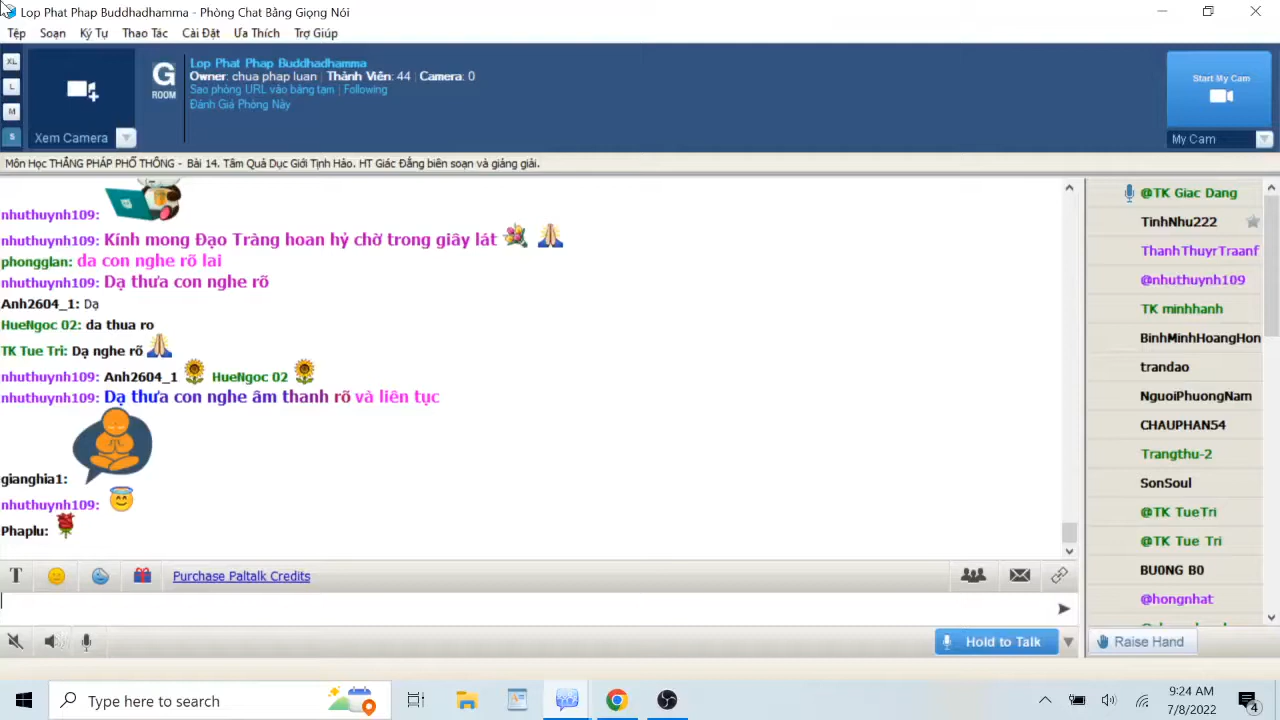 Lop Phat Phap Buddhadhamma - Phòng Chat Bằng Giọng Nói
Tệp Soạn Ký Tự Thao Tác Cài Đặt Ưa Thích Trợ Giúp
XL
L
M
S
Xem Camera
G
ROOM
Lop Phat Phap Buddhadhamma
Owner: chua phap luan | Thành Viên: 44 | Camera: 0
Sao phòng URL vào bảng tạm | Following
Đánh Giá Phòng Này
Start My Cam
My Cam
Môn Học THẮNG PHÁP PHỔ THÔNG - Bài 14. Tâm Quả Dục Giới Tịnh Hảo. HT Giác Đẳng biên soạn và giảng giải.
nhuthuynh109:
nhuthuynh109: Kính mong Đạo Tràng hoan hỷ chờ trong giây lát
phongglan: da con nghe rõ lai
nhuthuynh109: Dạ thưa con nghe rõ
Anh2604_1: Dạ
HueNgoc 02: da thua ro
TK Tue Tri: Dạ nghe rõ
nhuthuynh109: Anh2604_1 HueNgoc 02
nhuthuynh109: Dạ thưa con nghe âm thanh rõ và liên tục
gianghia1:
nhuthuynh109:
Phaplu:
@TK Giac Dang
TinhNhu222
ThanhThuyrTraanf
@nhuthuynh109
TK minhhanh
BinhMinhHoangHon
trandao
NguoiPhuongNam
CHAUPHAN54
Trangthu-2
SonSoul
@TK TueTri
@TK Tue Tri
BU0NG B0
@hongnhat
T
Purchase Paltalk Credits
Hold to Talk
Raise Hand
Type here to search
9:24 AM
7/8/2022
4